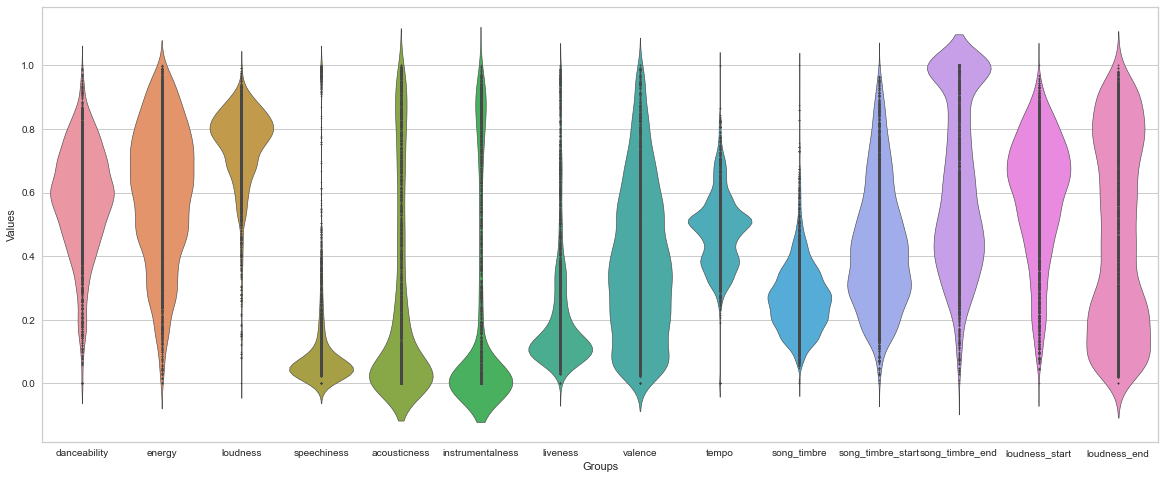 Values
1.0
0.8
0.6
0.4
0.2
0.0
danceability energy loudness speechiness acousticness instrumentalness liveness valence tempo song_timbre song_timbre_start song_timbre_end loudness_start loudness_end
Groups